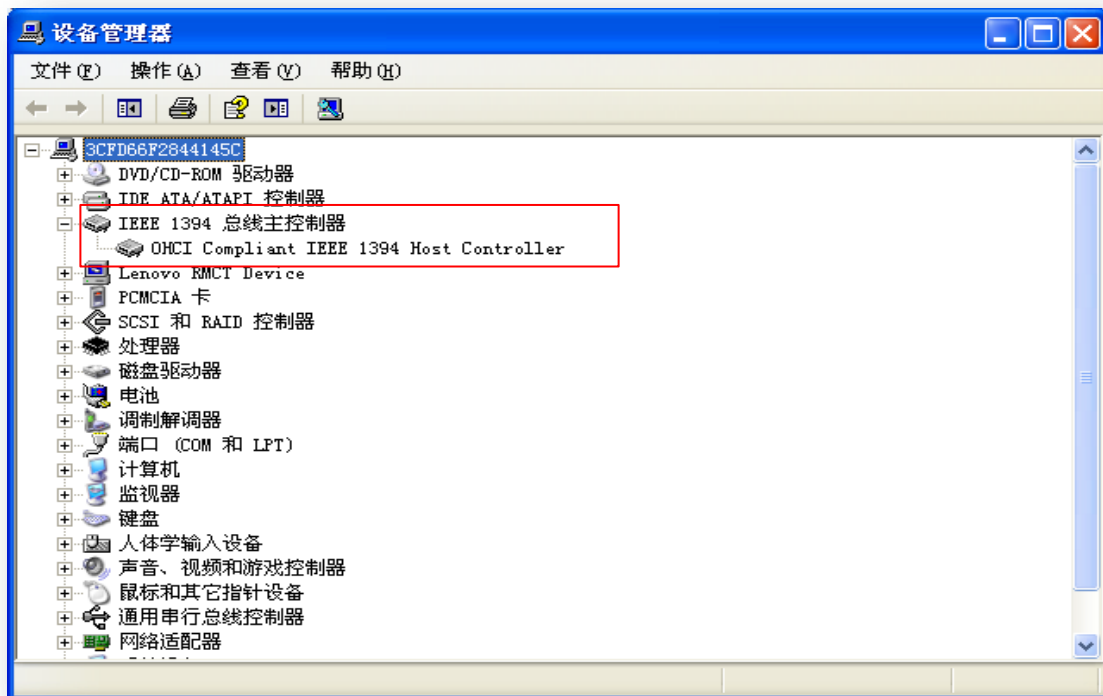 设备管理器
文件(F) 操作(A) 查看(V) 帮助(H)
3CFD66F2844145C
DVD/CD-ROM 驱动器
IDE ATA/ATAPI 控制器
IEEE 1394 总线主控制器
OHCI Compliant IEEE 1394 Host Controller
Lenovo RMCT Device
PCMCIA 卡
SCSI 和 RAID 控制器
处理器
磁盘驱动器
电池
调制解调器
端口 (COM 和 LPT)
计算机
监视器
键盘
人体学输入设备
声音、视频和游戏控制器
鼠标和其它指针设备
通用串行总线控制器
网络适配器